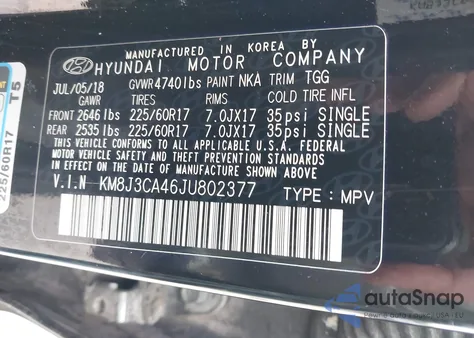 MANUFACTURED IN KOREA BY
HYUNDAI MOTOR COMPANY
JUL/05/18 GVWR4740lbs PAINT NKA TRIM TGG
GAWR TIRES RIMS COLD TIRE INFL
FRONT 2646lbs 225/60R17 7.0JX17 35psi SINGLE
REAR 2535lbs 225/60R17 7.0JX17 35psi SINGLE
THIS VEHICLE CONFORMS TO ALL APPLICABLE U.S. FEDERAL
MOTOR VEHICLE SAFETY, BUMPER, AND THEFT PREVENTION
STANDARDS IN EFFECT ON THE DATE OF MANUFACTURE SHOWN ABOVE.
V.I.N KM8J3CA46JU802377 TYPE : MPV
225/60R17 T5
autoSnap